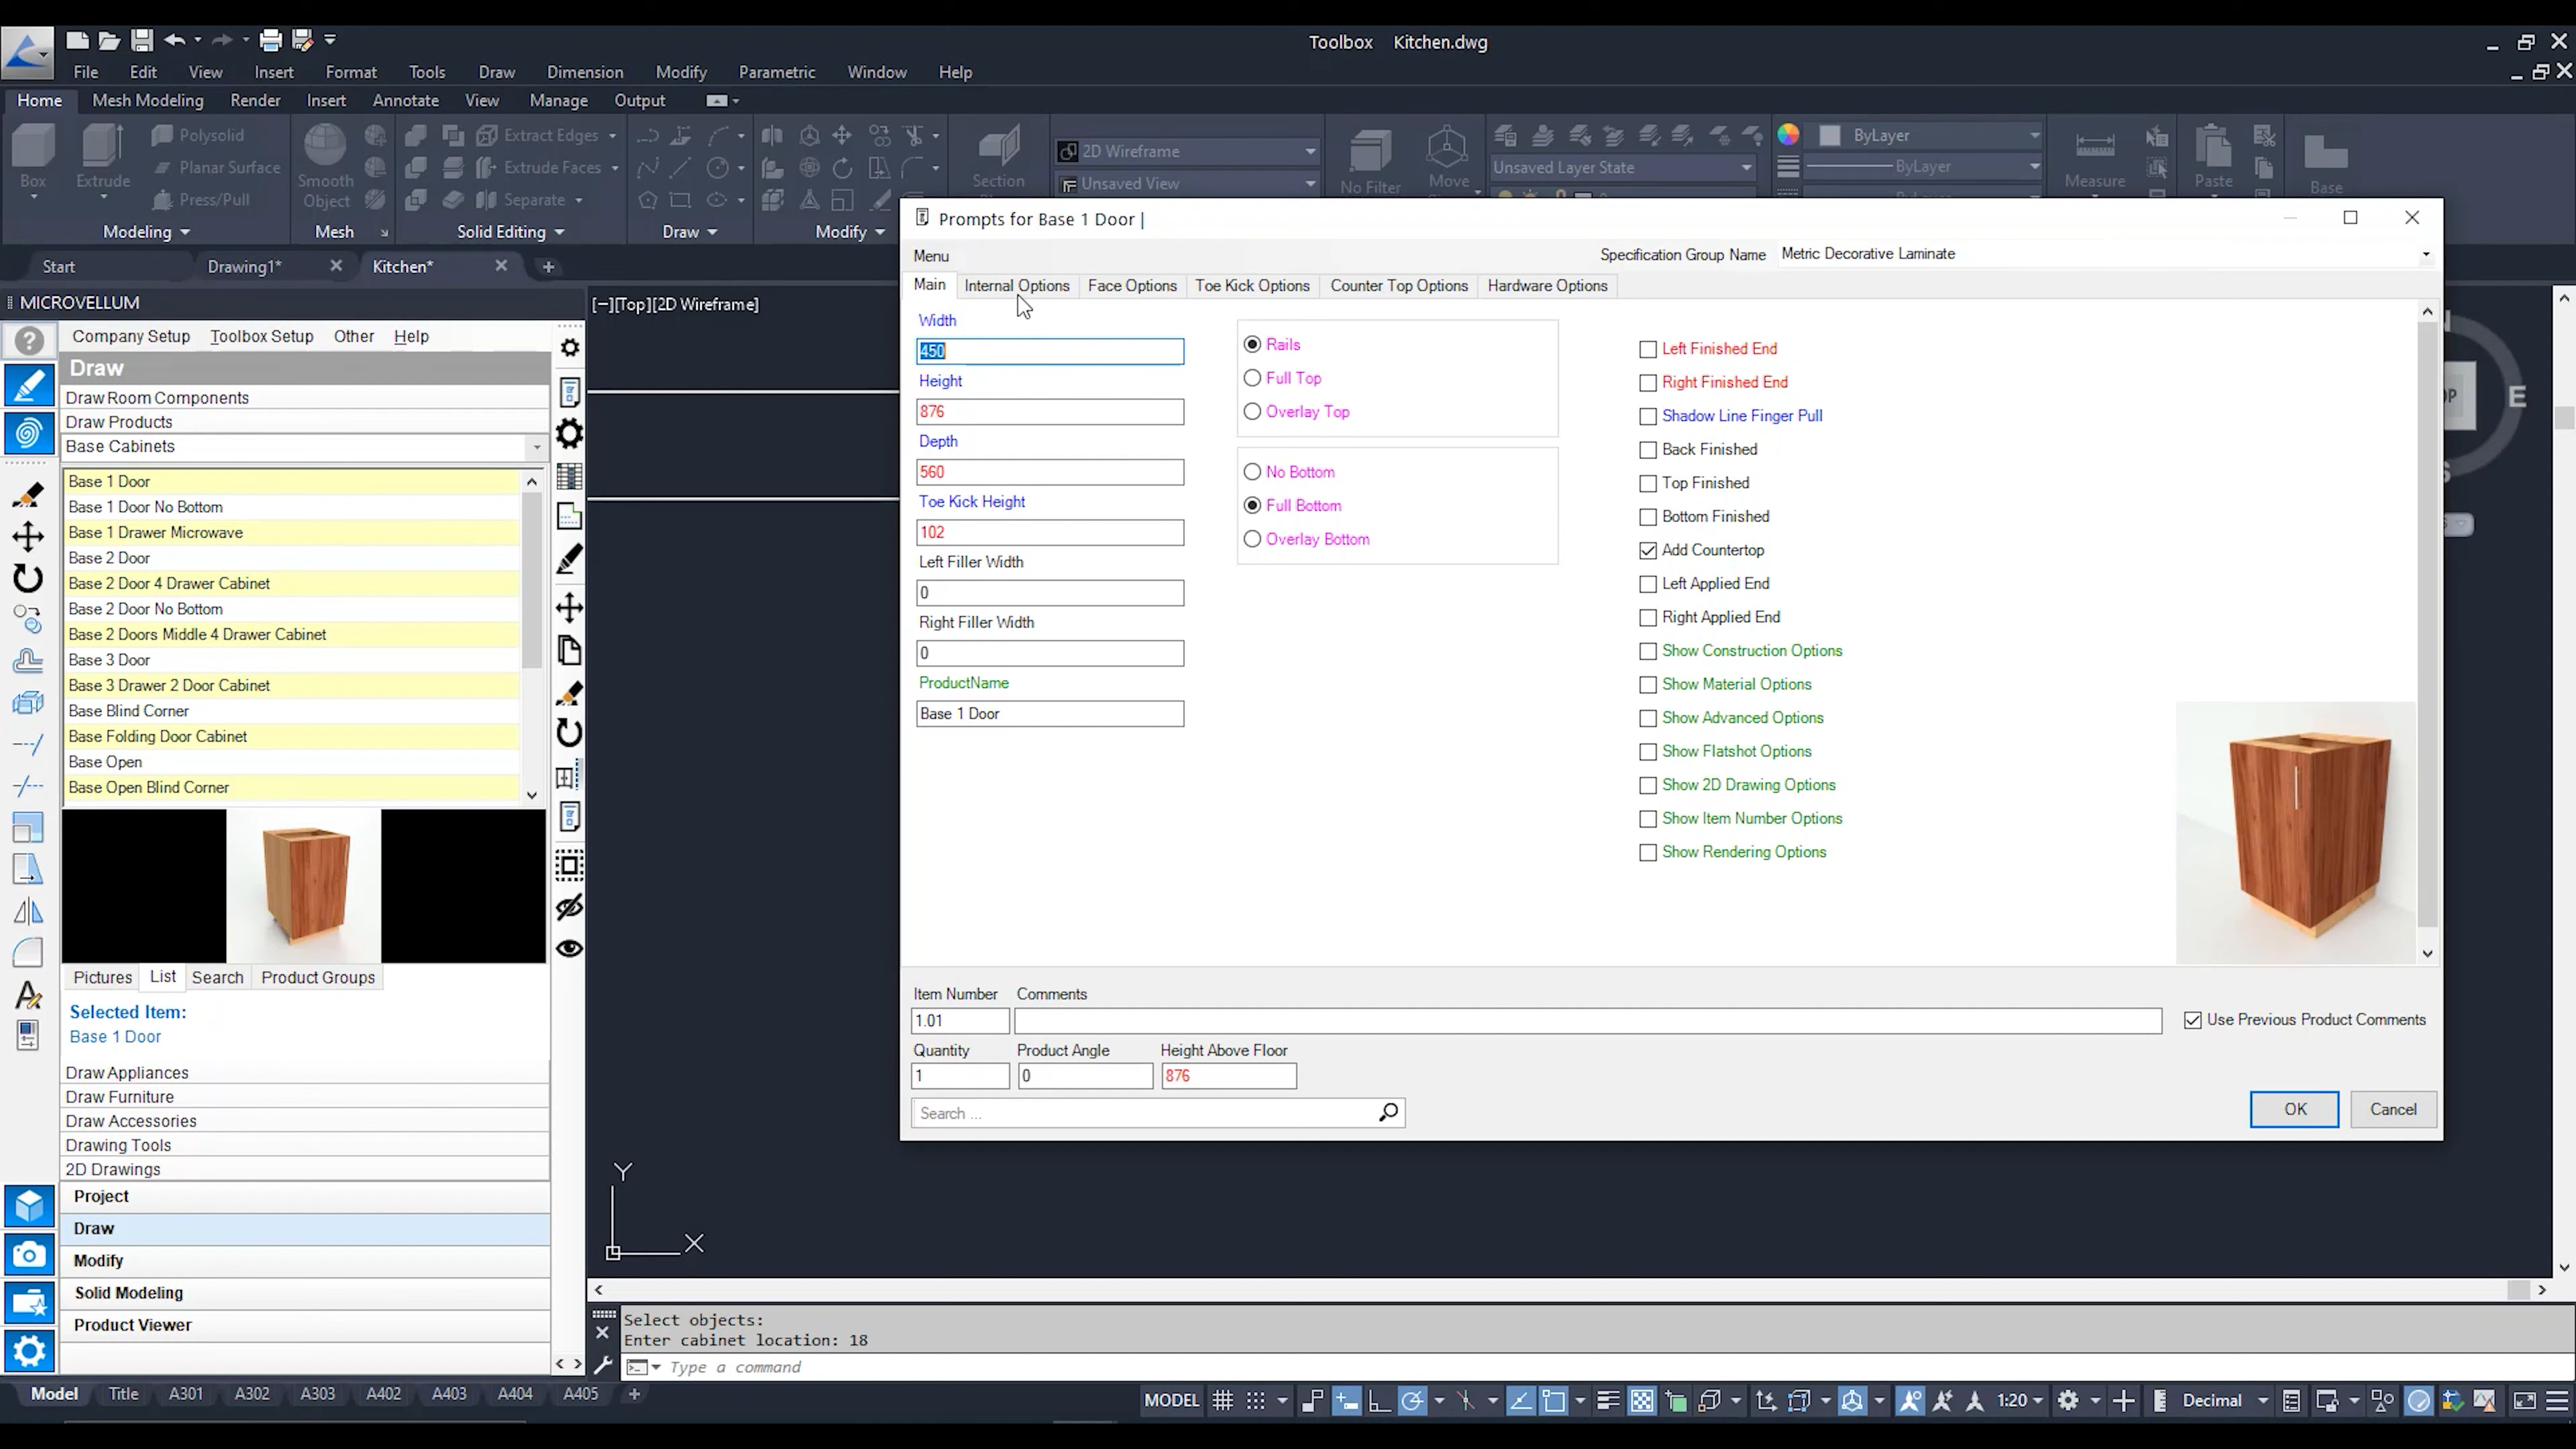 Toolbox Kitchen.dwg
File Edit View Insert Format Tools Draw Dimension Modify Parametric Window Help
Home Mesh Modeling Render Insert Annotate View Manage Output
Polysolid
Planar Surface
Press/Pull
Box
Extrude
Smooth
Object
Extract Edges
Extrude Faces
Separate
Section
2D Wireframe
Unsaved View
No Filter
Move
Unsaved Layer State
ByLayer
ByLayer
Measure
Paste
Base
Modeling Mesh Solid Editing Draw Modify
Start Drawing1* Kitchen*
MICROVELLUM
Company Setup Toolbox Setup Other Help
Draw
Draw Room Components
Draw Products
Base Cabinets
Base 1 Door
Base 1 Door No Bottom
Base 1 Drawer Microwave
Base 2 Door
Base 2 Door 4 Drawer Cabinet
Base 2 Door No Bottom
Base 2 Doors Middle 4 Drawer Cabinet
Base 3 Door
Base 3 Drawer 2 Door Cabinet
Base Blind Corner
Base Folding Door Cabinet
Base Open
Base Open Blind Corner
Pictures List Search Product Groups
Selected Item:
Base 1 Door
Draw Appliances
Draw Furniture
Draw Accessories
Drawing Tools
2D Drawings
Project
Draw
Modify
Solid Modeling
Product Viewer
[−][Top][2D Wireframe]
E
Y
X
Prompts for Base 1 Door |
Menu
Specification Group Name Metric Decorative Laminate
Main Internal Options Face Options Toe Kick Options Counter Top Options Hardware Options
Width
450
Height
876
Depth
560
Toe Kick Height
102
Left Filler Width
0
Right Filler Width
0
ProductName
Base 1 Door
Rails
Full Top
Overlay Top
No Bottom
Full Bottom
Overlay Bottom
Left Finished End
Right Finished End
Shadow Line Finger Pull
Back Finished
Top Finished
Bottom Finished
Add Countertop
Left Applied End
Right Applied End
Show Construction Options
Show Material Options
Show Advanced Options
Show Flatshot Options
Show 2D Drawing Options
Show Item Number Options
Show Rendering Options
Item Number Comments
1.01
Use Previous Product Comments
Quantity Product Angle Height Above Floor
1 0 876
Search ...
OK Cancel
Select objects:
Enter cabinet location: 18
Type a command
Model Title A301 A302 A303 A402 A403 A404 A405
MODEL 1:20 Decimal